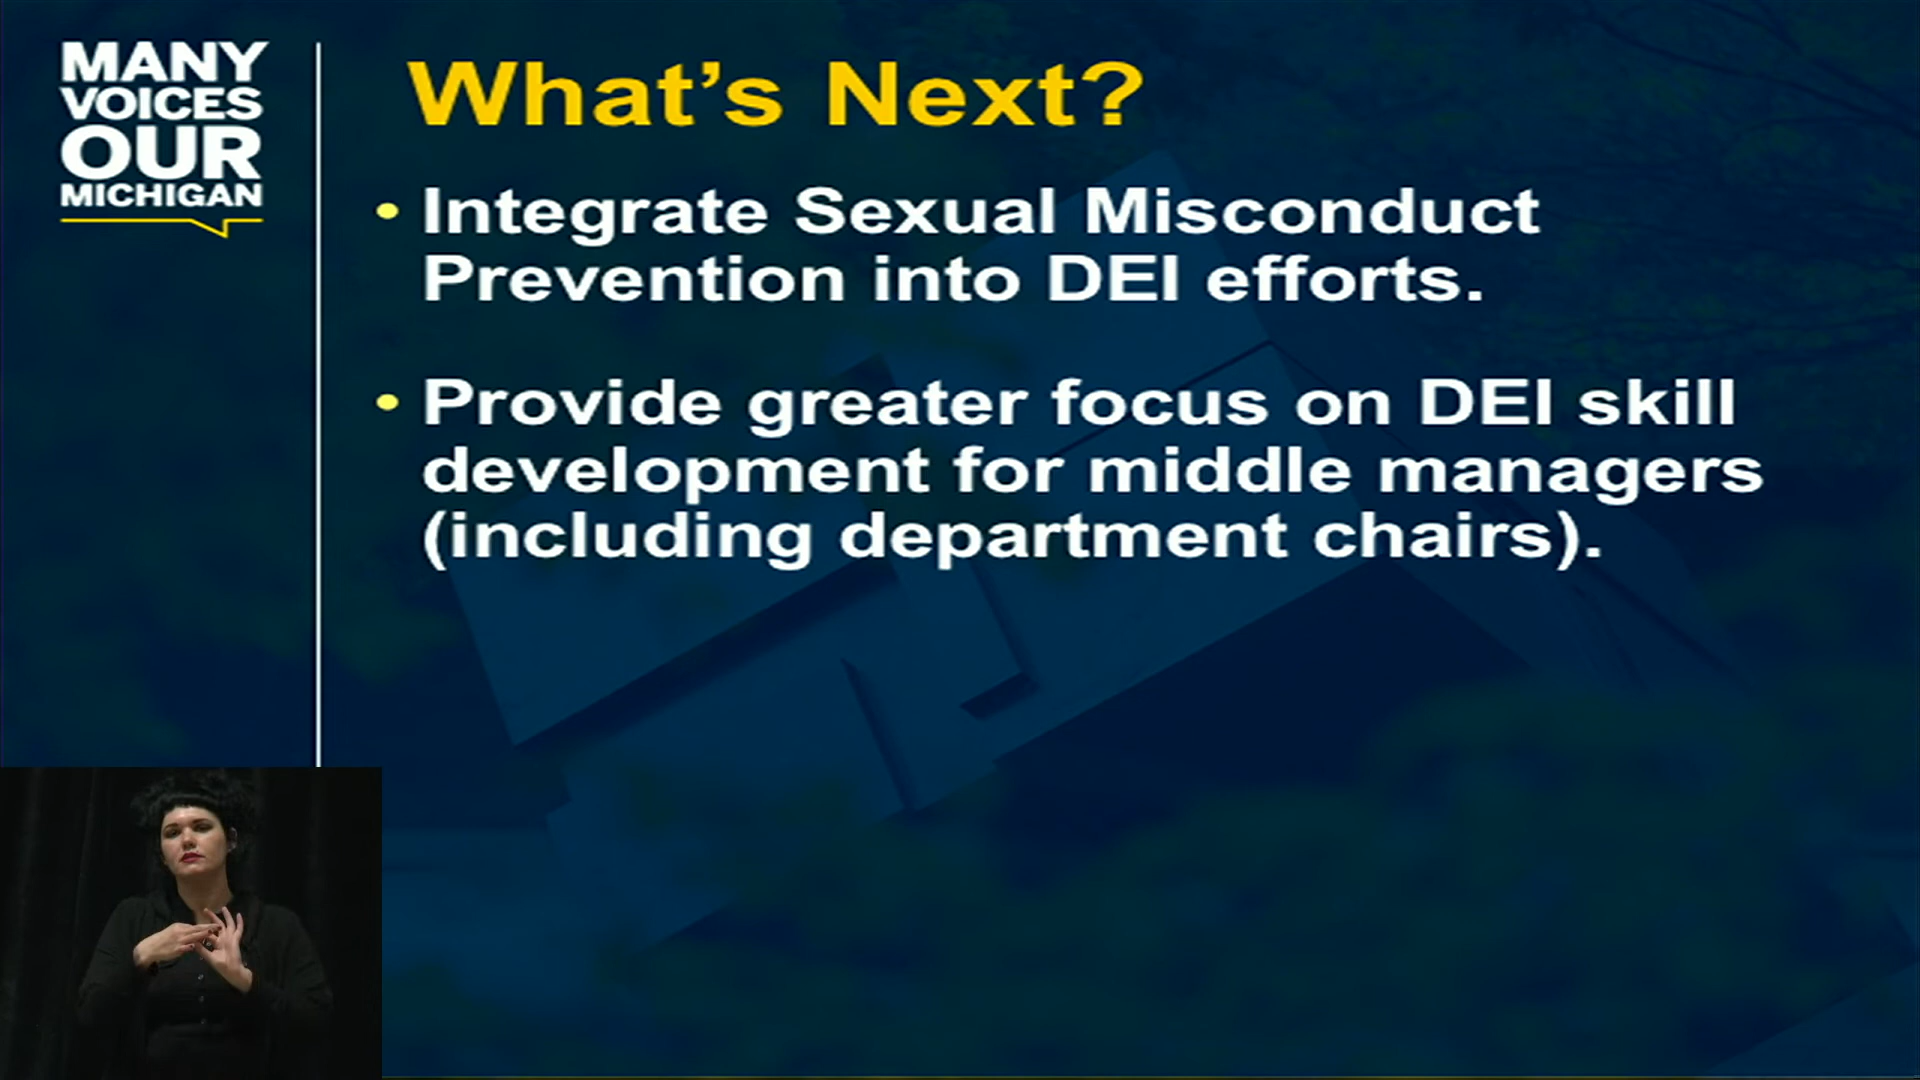 MANY
VOICES
OUR
MICHIGAN
What’s Next?
• Integrate Sexual Misconduct
Prevention into DEI efforts.
• Provide greater focus on DEI skill
development for middle managers
(including department chairs).